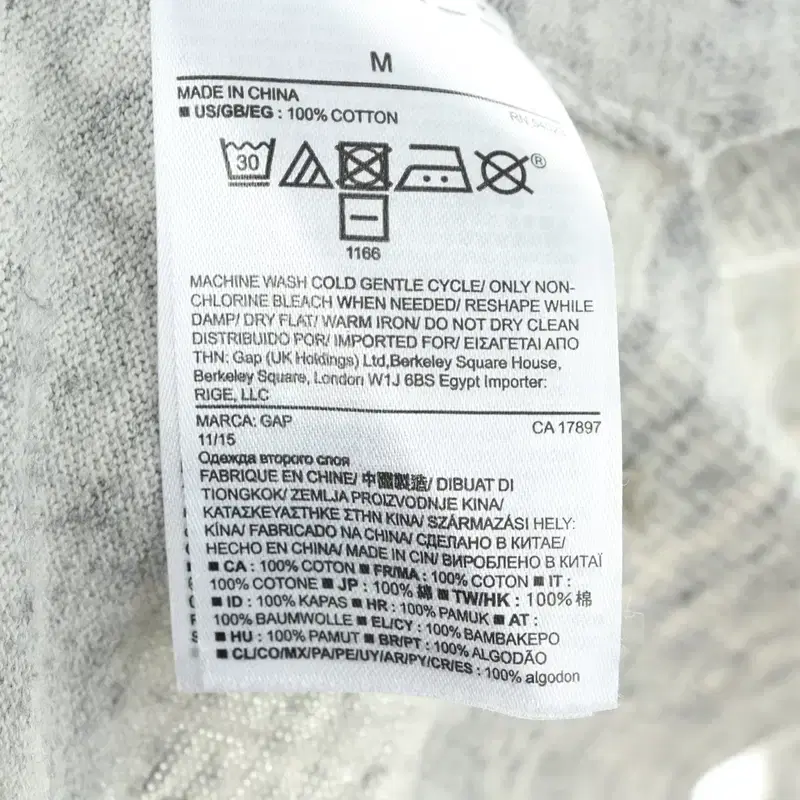 M
MADE IN CHINA
■ US/GB/EG : 100% COTTON
30
®
1166
MACHINE WASH COLD GENTLE CYCLE/ ONLY NON-
CHLORINE BLEACH WHEN NEEDED/ RESHAPE WHILE
DAMP/ DRY FLAT/ WARM IRON/ DO NOT DRY CLEAN
DISTRIBUIDO POR/ IMPORTED FOR/ ΕΙΣΑΓΕΤΑΙ ΑΠΟ
ΤΗΝ: Gap (UK Holdings) Ltd,Berkeley Square House,
Berkeley Square, London W1J 6BS Egypt Importer:
RIGE, LLC
MARCA: GAP
CA 17897
11/15
Одежда второго слоя
FABRIQUE EN CHINE/ 中國製造/ DIBUAT DI
TIONGKOK/ ZEMLJA PROIZVODNJE KINA/
ΚΑΤΑΣΚΕΥΑΣΤΗΚΕ ΣΤΗΝ ΚΙΝΑ/ SZÁRMAZÁSI HELY:
KÍNA/ FABRICADO NA CHINA/ СДЕЛАНО В КИТАЕ/
HECHO EN CHINA/ MADE IN CIN/ ВИРОБЛЕНО В КИТАЇ
■ CA : 100% COTTON ■ FR/MA : 100% COTON ■ IT :
100% COTONE ■ JP : 100% 綿 ■ TW/HK : 100% 棉
■ ID : 100% KAPAS ■ HR : 100% PAMUK ■ AT :
100% BAUMWOLLE ■ EL/CY : 100% ΒΑΜΒΑΚΕΡΟ
■ HU : 100% PAMUT ■ BR/PT : 100% ALGODÃO
■ CL/CO/MX/PA/PE/UY/AR/PY/CR/ES : 100% algodon